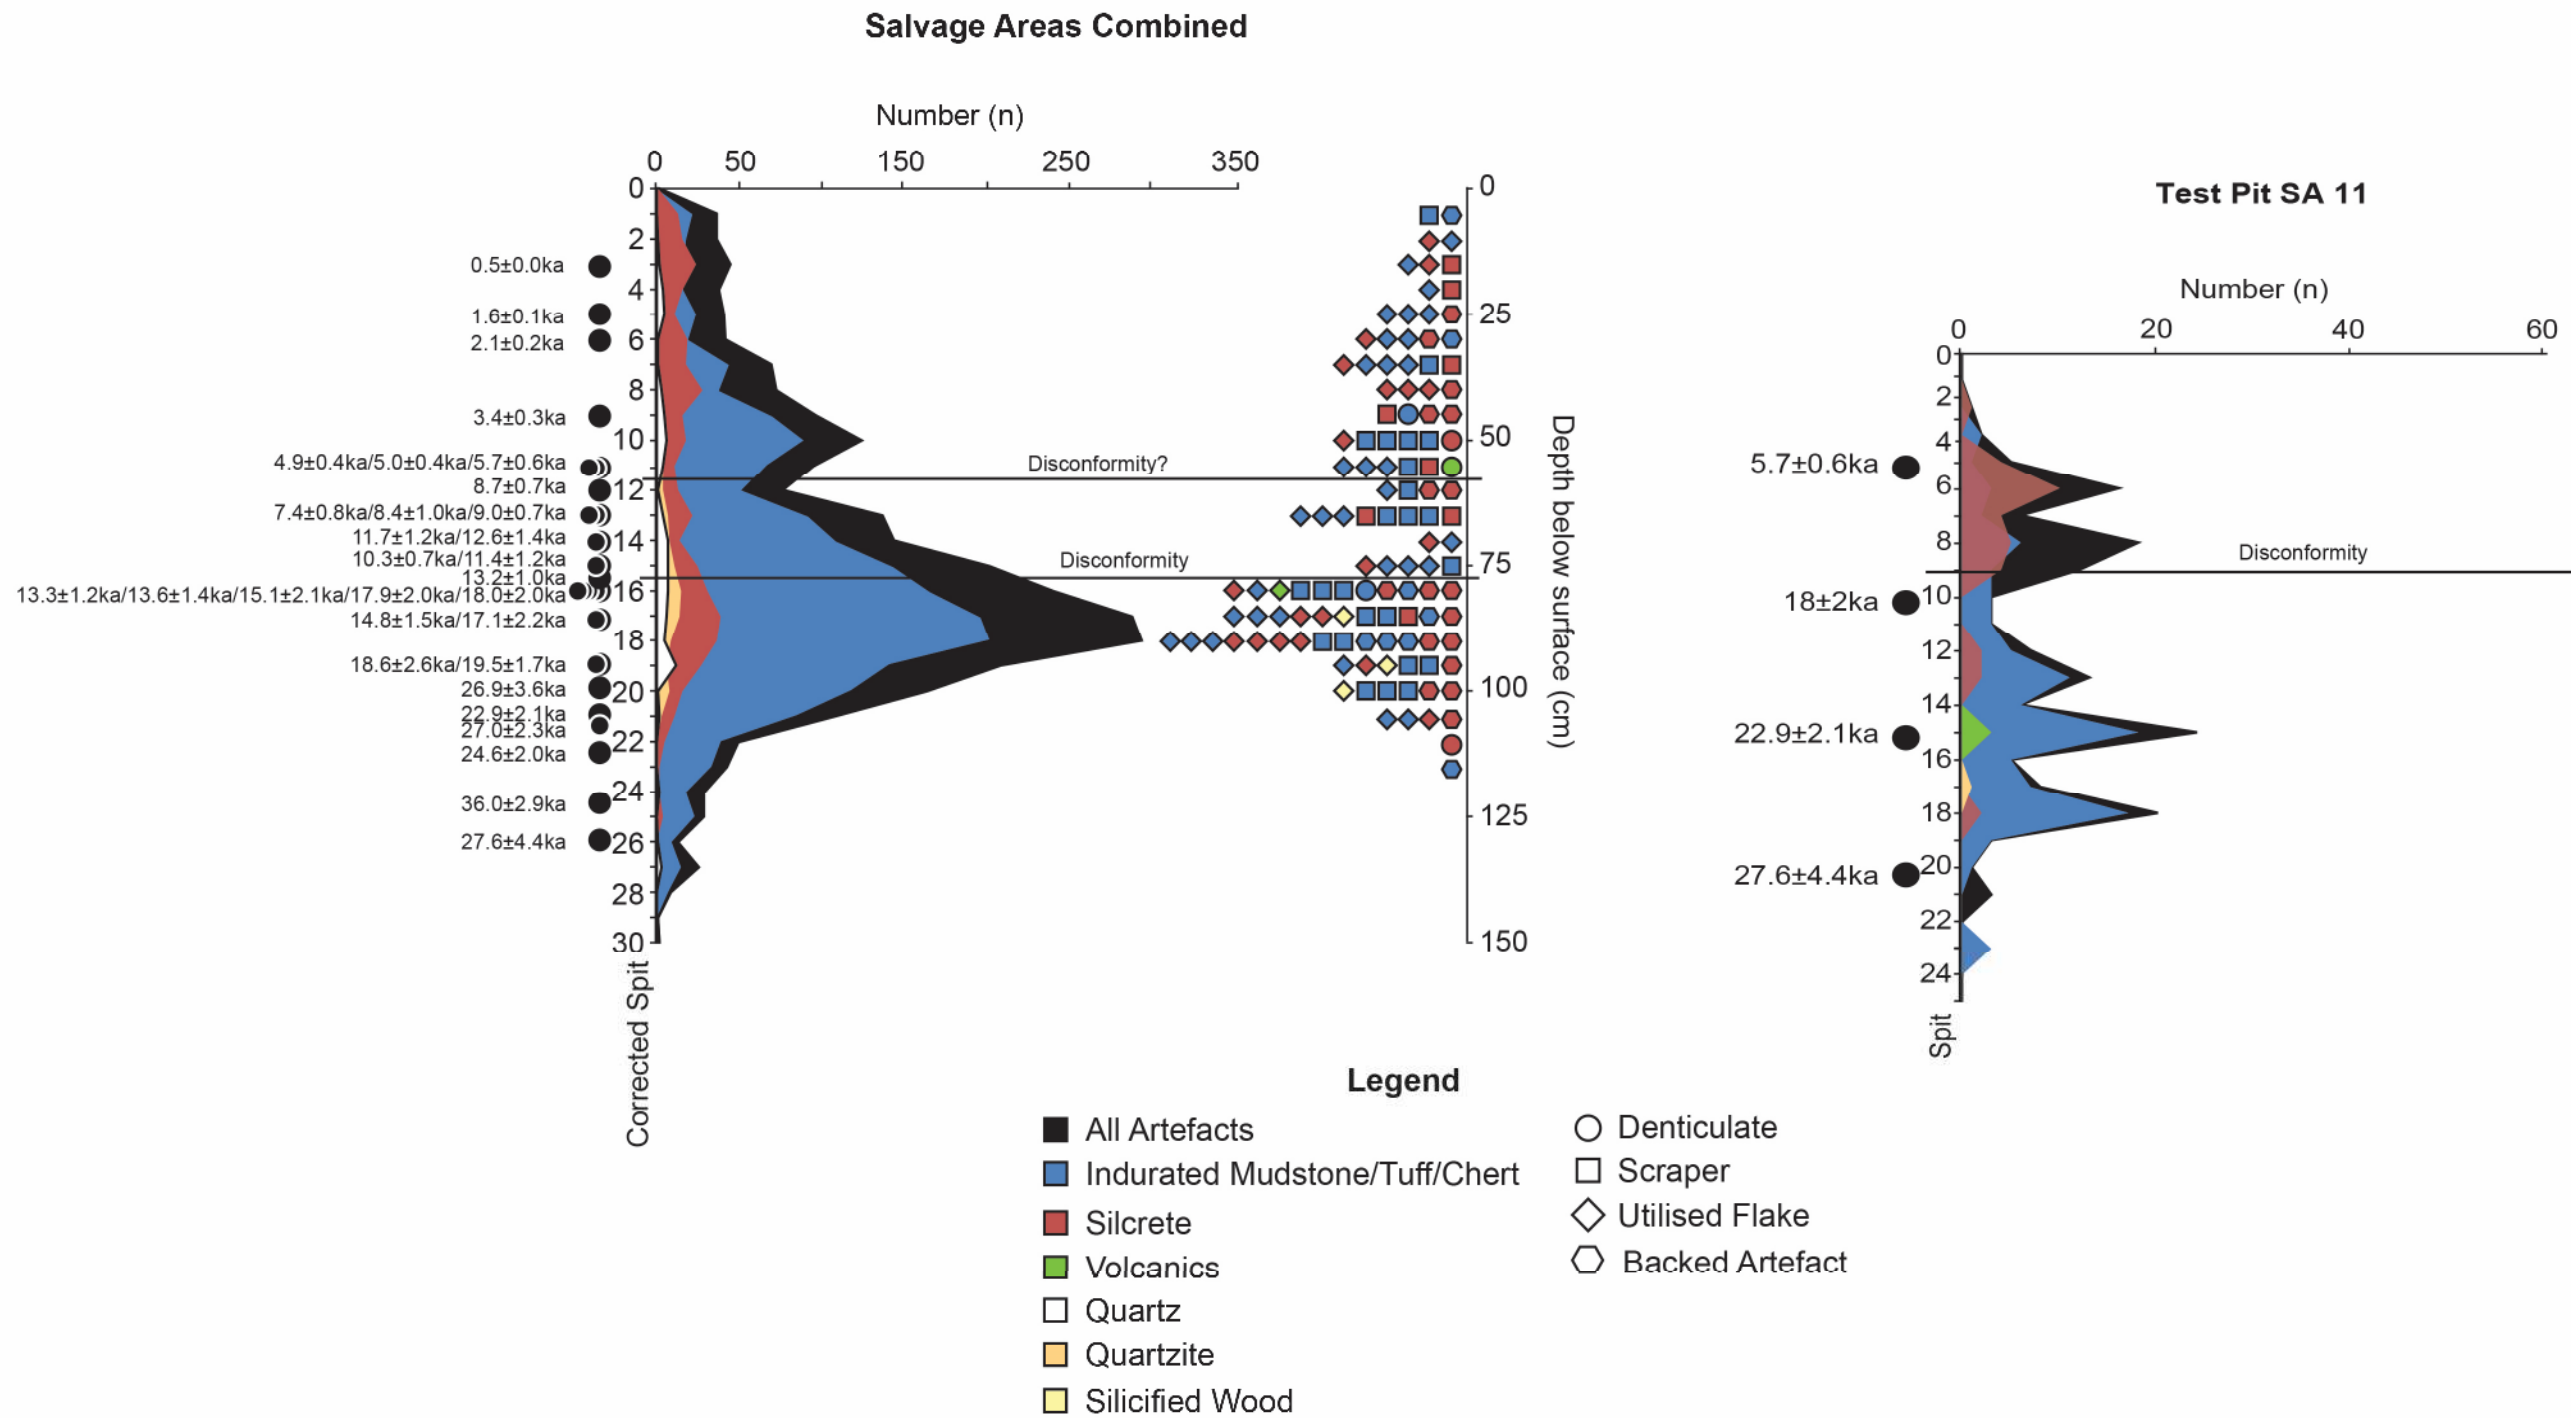 Salvage Areas Combined
Number (n)
0 50 150 250 350
0
2
4
6
8
10
12
14
16
18
20
22
24
26
28
30
Corrected Spit
0.5±0.0ka
1.6±0.1ka
2.1±0.2ka
3.4±0.3ka
4.9±0.4ka/5.0±0.4ka/5.7±0.6ka
8.7±0.7ka
7.4±0.8ka/8.4±1.0ka/9.0±0.7ka
11.7±1.2ka/12.6±1.4ka
10.3±0.7ka/11.4±1.2ka
13.2±1.0ka
13.3±1.2ka/13.6±1.4ka/15.1±2.1ka/17.9±2.0ka/18.0±2.0ka
14.8±1.5ka/17.1±2.2ka
18.6±2.6ka/19.5±1.7ka
26.9±3.6ka
22.9±2.1ka
27.0±2.3ka
24.6±2.0ka
36.0±2.9ka
27.6±4.4ka
Disconformity?
Disconformity
0
25
50
75
100
125
150
Depth below surface (cm)
Test Pit SA 11
Number (n)
0 20 40 60
0
2
4
6
8
10
12
14
16
18
20
22
24
Spit
5.7±0.6ka
18±2ka
22.9±2.1ka
27.6±4.4ka
Disconformity
Legend
All Artefacts
Indurated Mudstone/Tuff/Chert
Silcrete
Volcanics
Quartz
Quartzite
Silicified Wood
Denticulate
Scraper
Utilised Flake
Backed Artefact